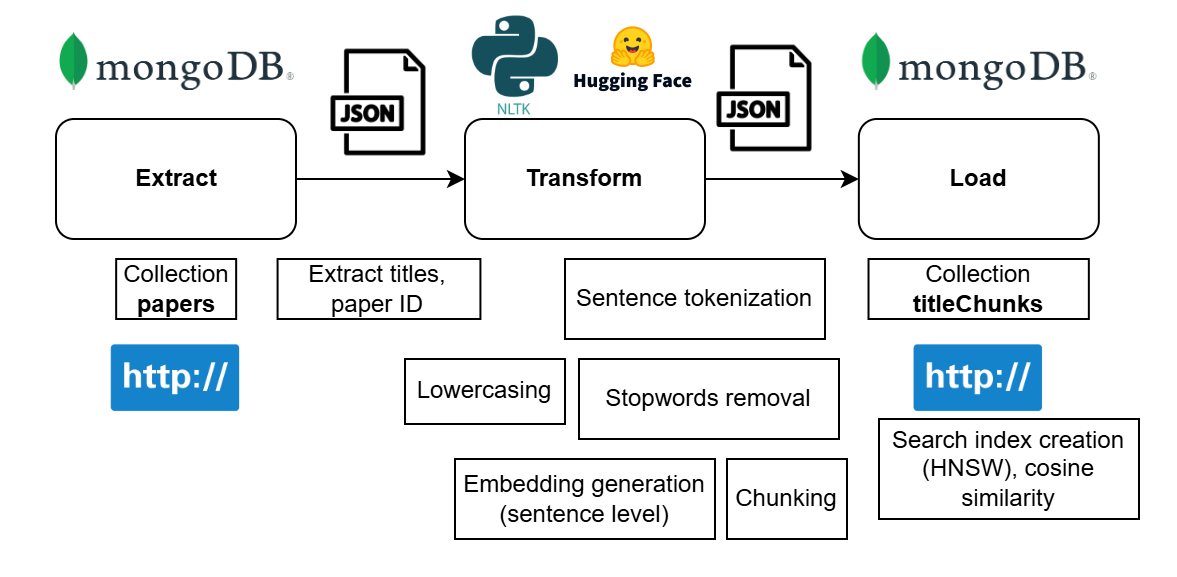 mongoDB®
JSON
NLTK
Hugging Face
JSON
mongoDB®
Extract
Transform
Load
Collection
papers
Extract titles,
paper ID
Sentence tokenization
Collection
titleChunks
http://
http://
Lowercasing
Stopwords removal
Search index creation
(HNSW), cosine
similarity
Embedding generation
(sentence level)
Chunking